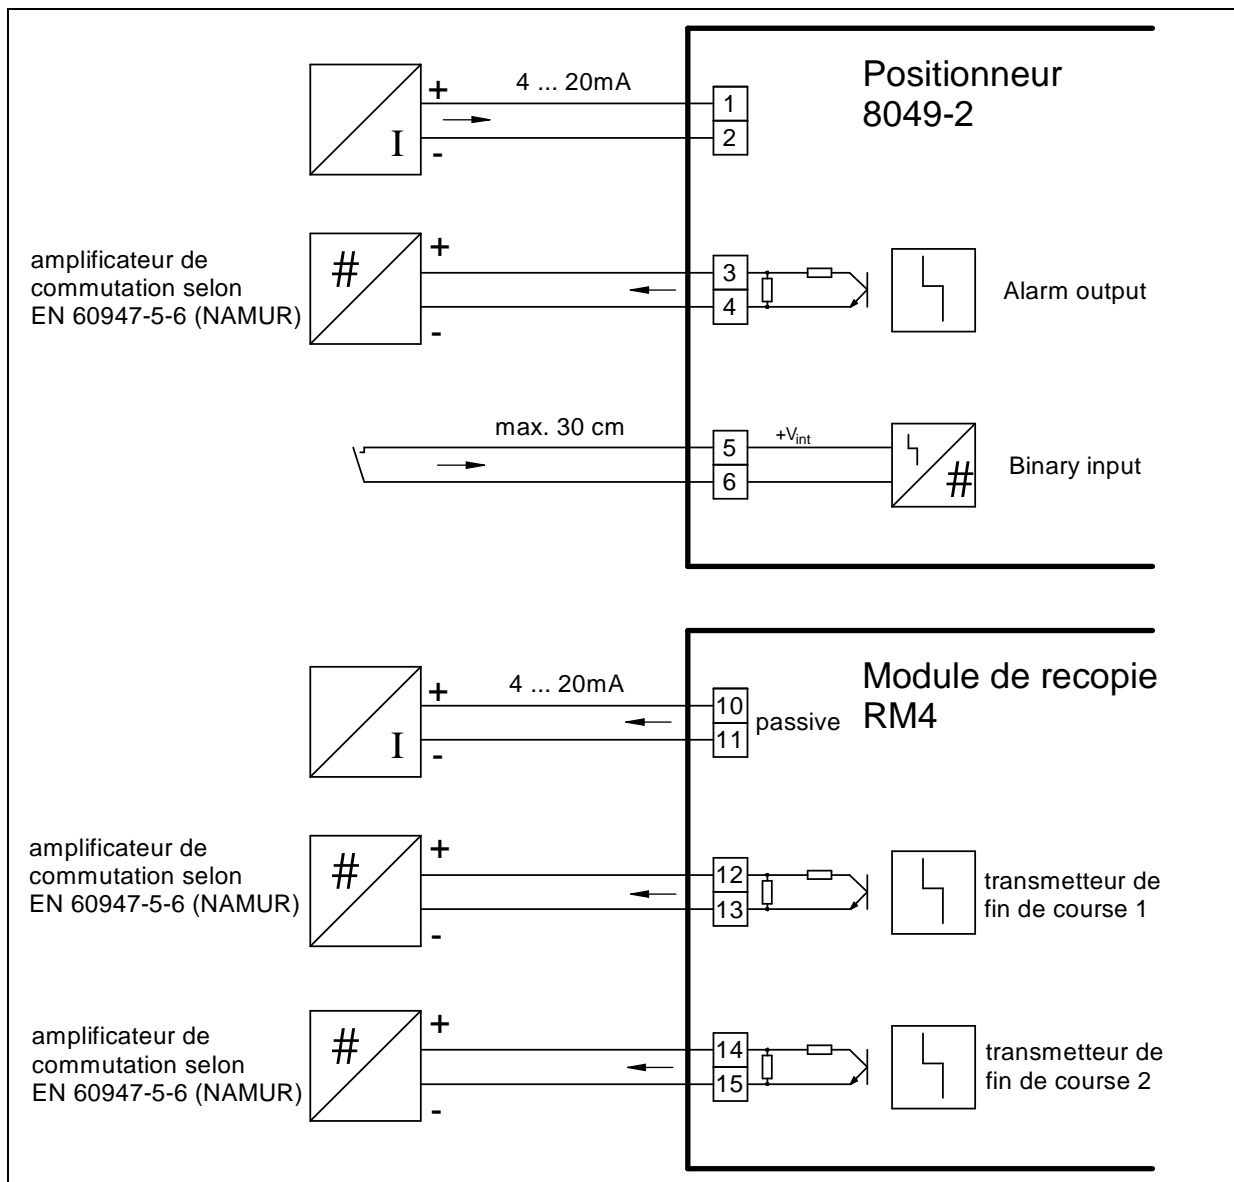 Positionneur
8049-2
4 ... 20mA
+
I
-
1
2
amplificateur de
commutation selon
EN 60947-5-6 (NAMUR)
#
+
-
3
4
Alarm output
max. 30 cm
5
6
+Vint
#
Binary input
Module de recopie
RM4
4 ... 20mA
+
I
-
10
11
passive
amplificateur de
commutation selon
EN 60947-5-6 (NAMUR)
#
+
-
12
13
transmetteur de
fin de course 1
amplificateur de
commutation selon
EN 60947-5-6 (NAMUR)
#
+
-
14
15
transmetteur de
fin de course 2